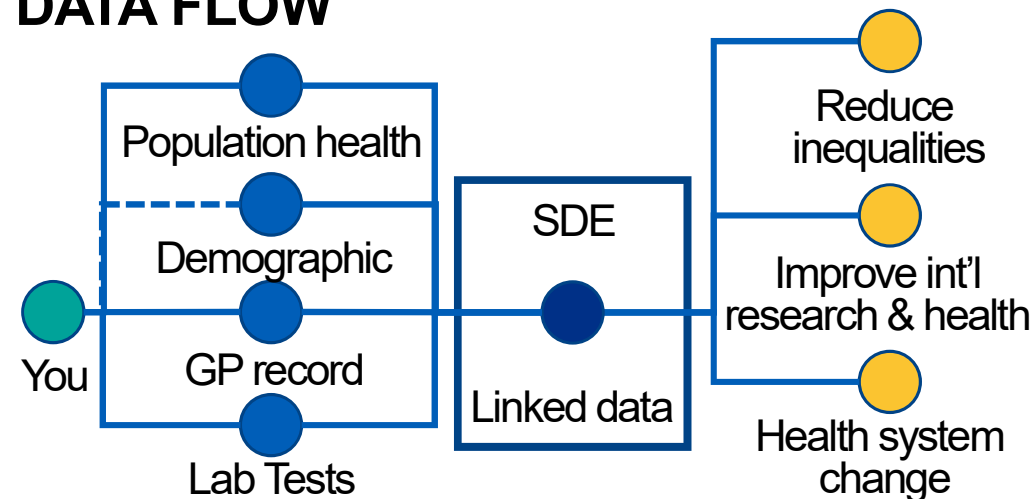 DATA FLOW
Population health
Demographic
You
GP record
Lab Tests
SDE
Linked data
Reduce
inequalities
Improve int'l
research & health
Health system
change